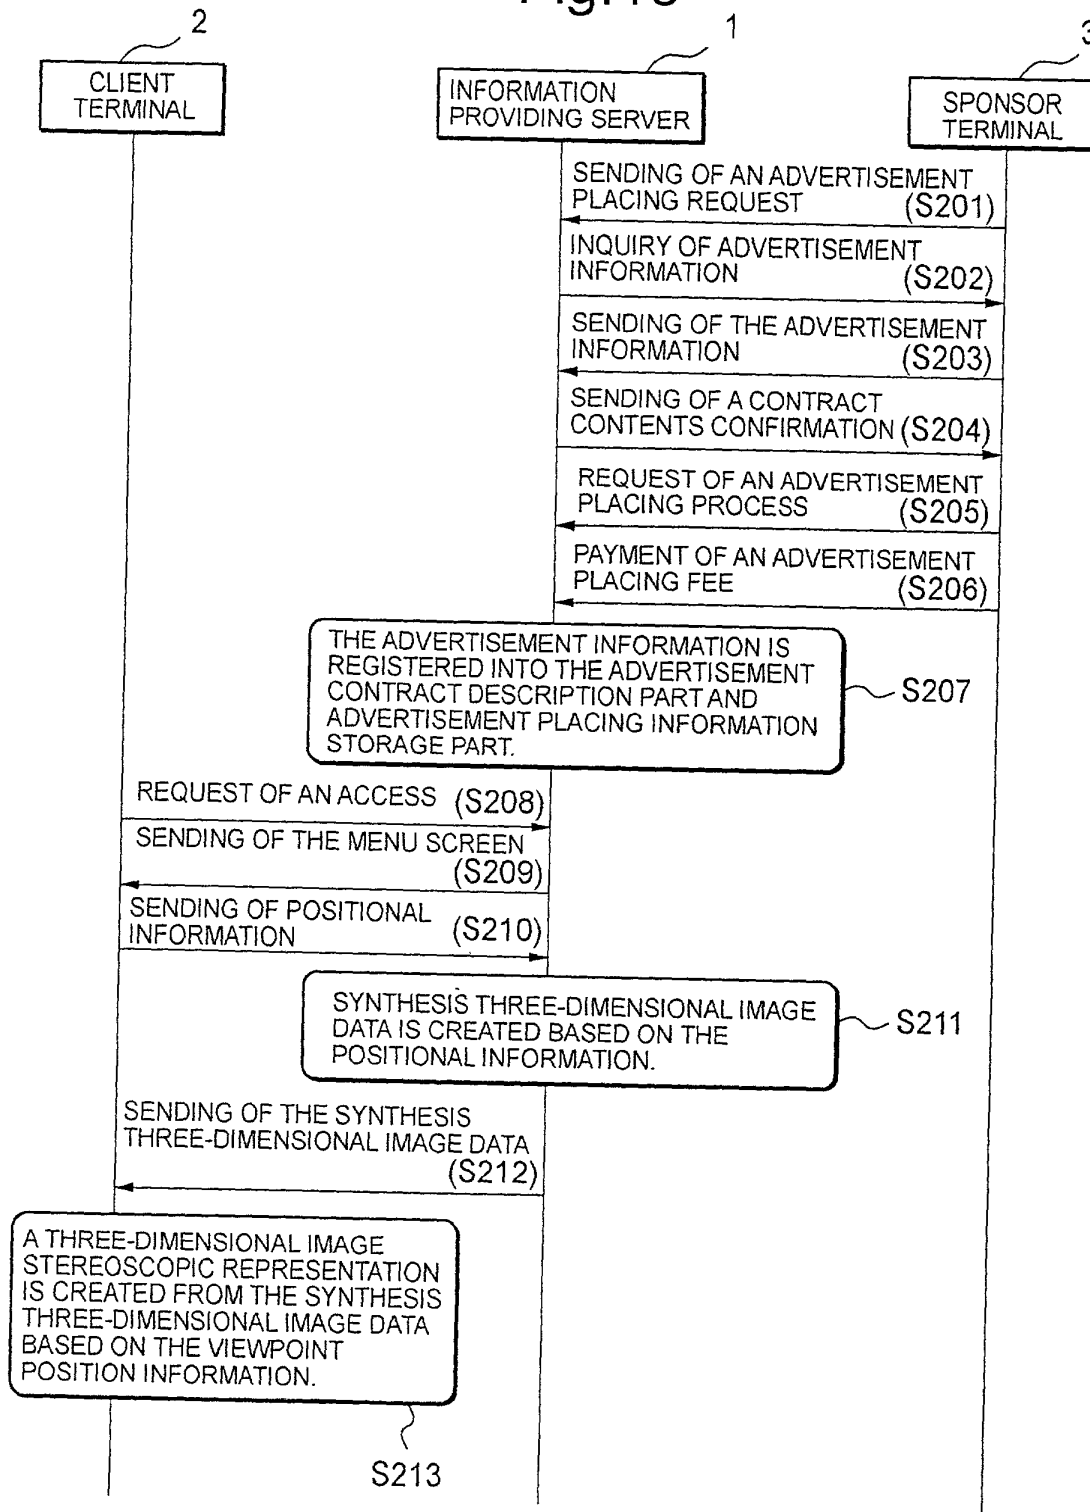 2
1
3
CLIENT
TERMINAL
INFORMATION
PROVIDING SERVER
SPONSOR
TERMINAL
SENDING OF AN ADVERTISEMENT
PLACING REQUEST (S201)
INQUIRY OF ADVERTISEMENT
INFORMATION (S202)
SENDING OF THE ADVERTISEMENT
INFORMATION (S203)
SENDING OF A CONTRACT
CONTENTS CONFIRMATION (S204)
REQUEST OF AN ADVERTISEMENT
PLACING PROCESS (S205)
PAYMENT OF AN ADVERTISEMENT
PLACING FEE (S206)
THE ADVERTISEMENT INFORMATION IS
REGISTERED INTO THE ADVERTISEMENT
CONTRACT DESCRIPTION PART AND
ADVERTISEMENT PLACING INFORMATION
STORAGE PART.
S207
REQUEST OF AN ACCESS (S208)
SENDING OF THE MENU SCREEN
(S209)
SENDING OF POSITIONAL
INFORMATION (S210)
SYNTHESIS THREE-DIMENSIONAL IMAGE
DATA IS CREATED BASED ON THE
POSITIONAL INFORMATION.
S211
SENDING OF THE SYNTHESIS
THREE-DIMENSIONAL IMAGE DATA
(S212)
A THREE-DIMENSIONAL IMAGE
STEREOSCOPIC REPRESENTATION
IS CREATED FROM THE SYNTHESIS
THREE-DIMENSIONAL IMAGE DATA
BASED ON THE VIEWPOINT
POSITION INFORMATION.
S213